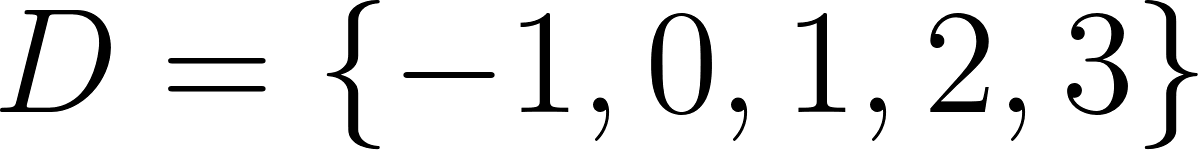 D = {−1, 0, 1, 2, 3}